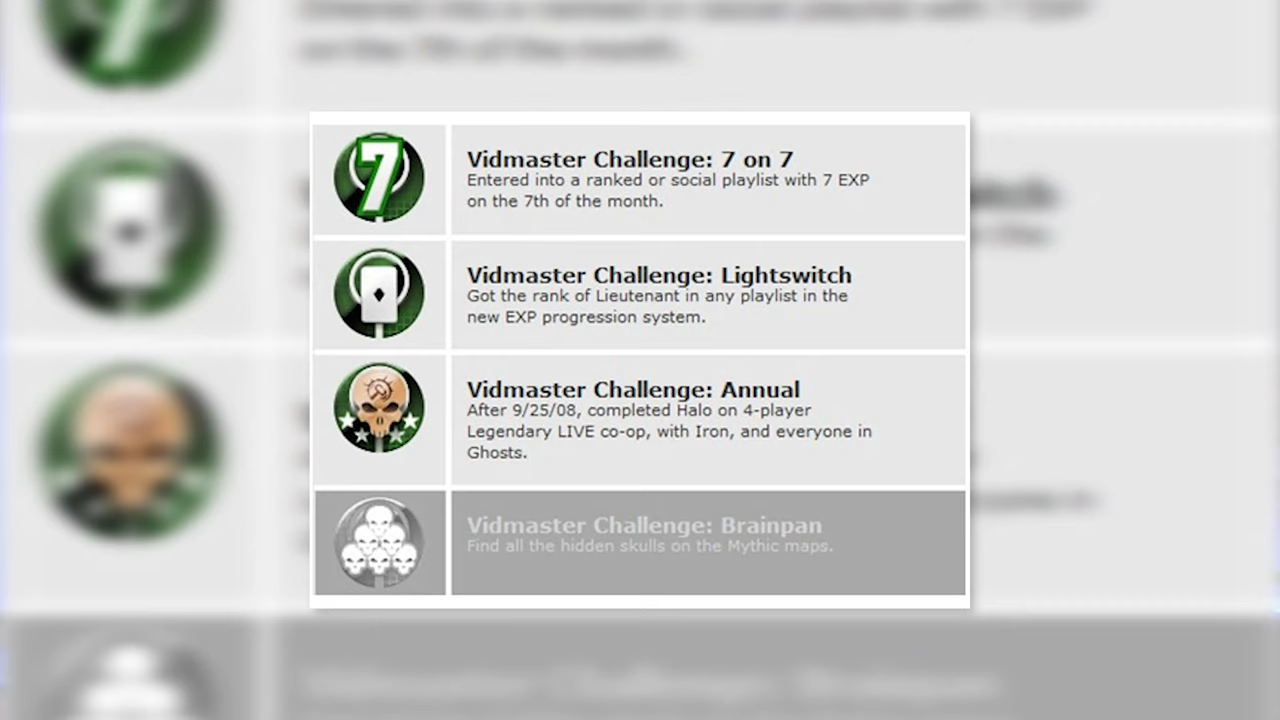 7
Vidmaster Challenge: 7 on 7
Entered into a ranked or social playlist with 7 EXP
on the 7th of the month.
Vidmaster Challenge: Lightswitch
Got the rank of Lieutenant in any playlist in the
new EXP progression system.
Vidmaster Challenge: Annual
After 9/25/08, completed Halo on 4-player
Legendary LIVE co-op, with Iron, and everyone in
Ghosts.
Vidmaster Challenge: Brainpan
Find all the hidden skulls on the Mythic maps.